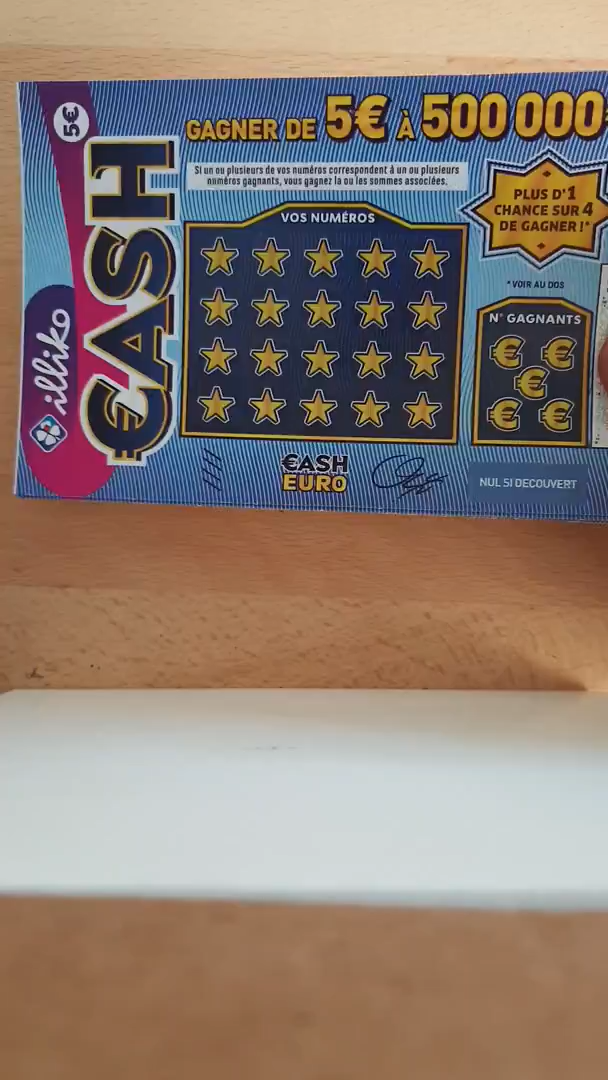 5€
illiko
CASH
GAGNER DE 5€ À 500 000
Si un ou plusieurs de vos numéros correspondent à un ou plusieurs
numéros gagnants, vous gagnez la ou les sommes associées.
VOS NUMÉROS
PLUS D'1
CHANCE SUR 4
DE GAGNER !*
* VOIR AU DOS
N° GAGNANTS
€ €
€
€ €
€ASH
EURO
NUL SI DECOUVERT